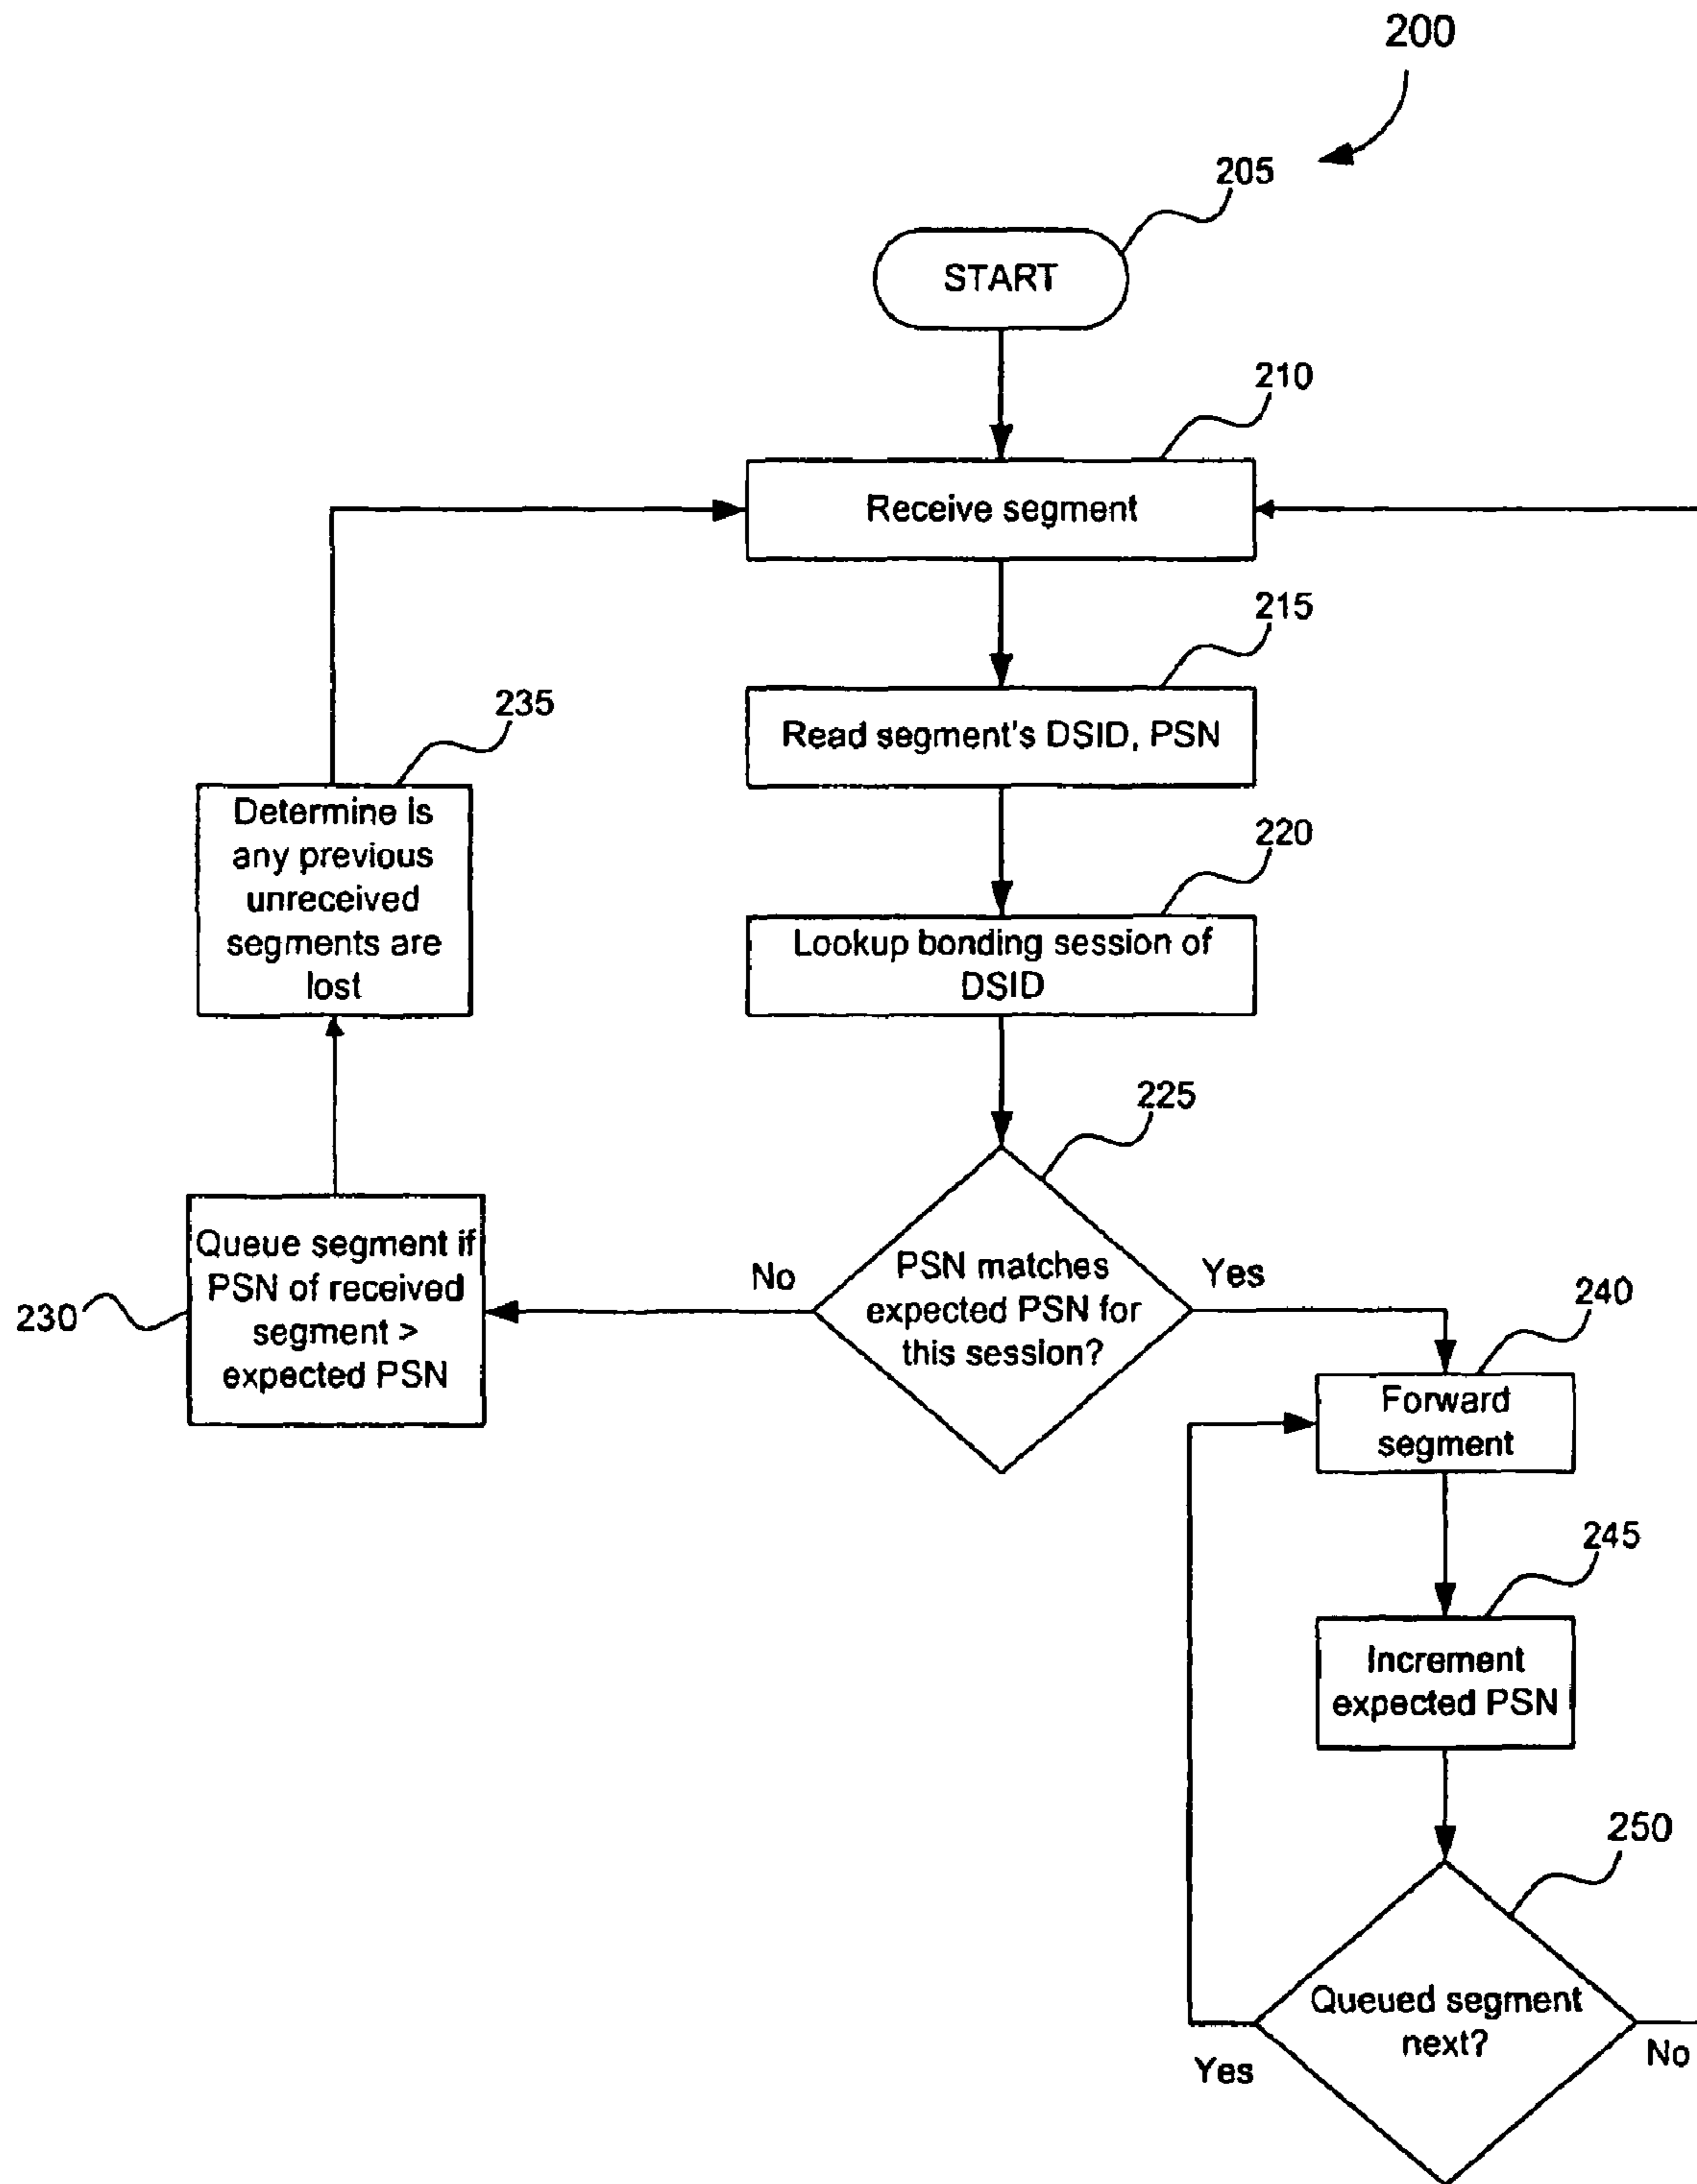 200
205
START
210
Receive segment
215
Read segment's DSID, PSN
235
Determine is
any previous
unreceived
segments are
lost
220
Lookup bonding session of
DSID
225
PSN matches
expected PSN for
this session?
No
Yes
230
Queue segment if
PSN of received
segment >
expected PSN
240
Forward
segment
245
Increment
expected PSN
250
Queued segment
next?
Yes
No